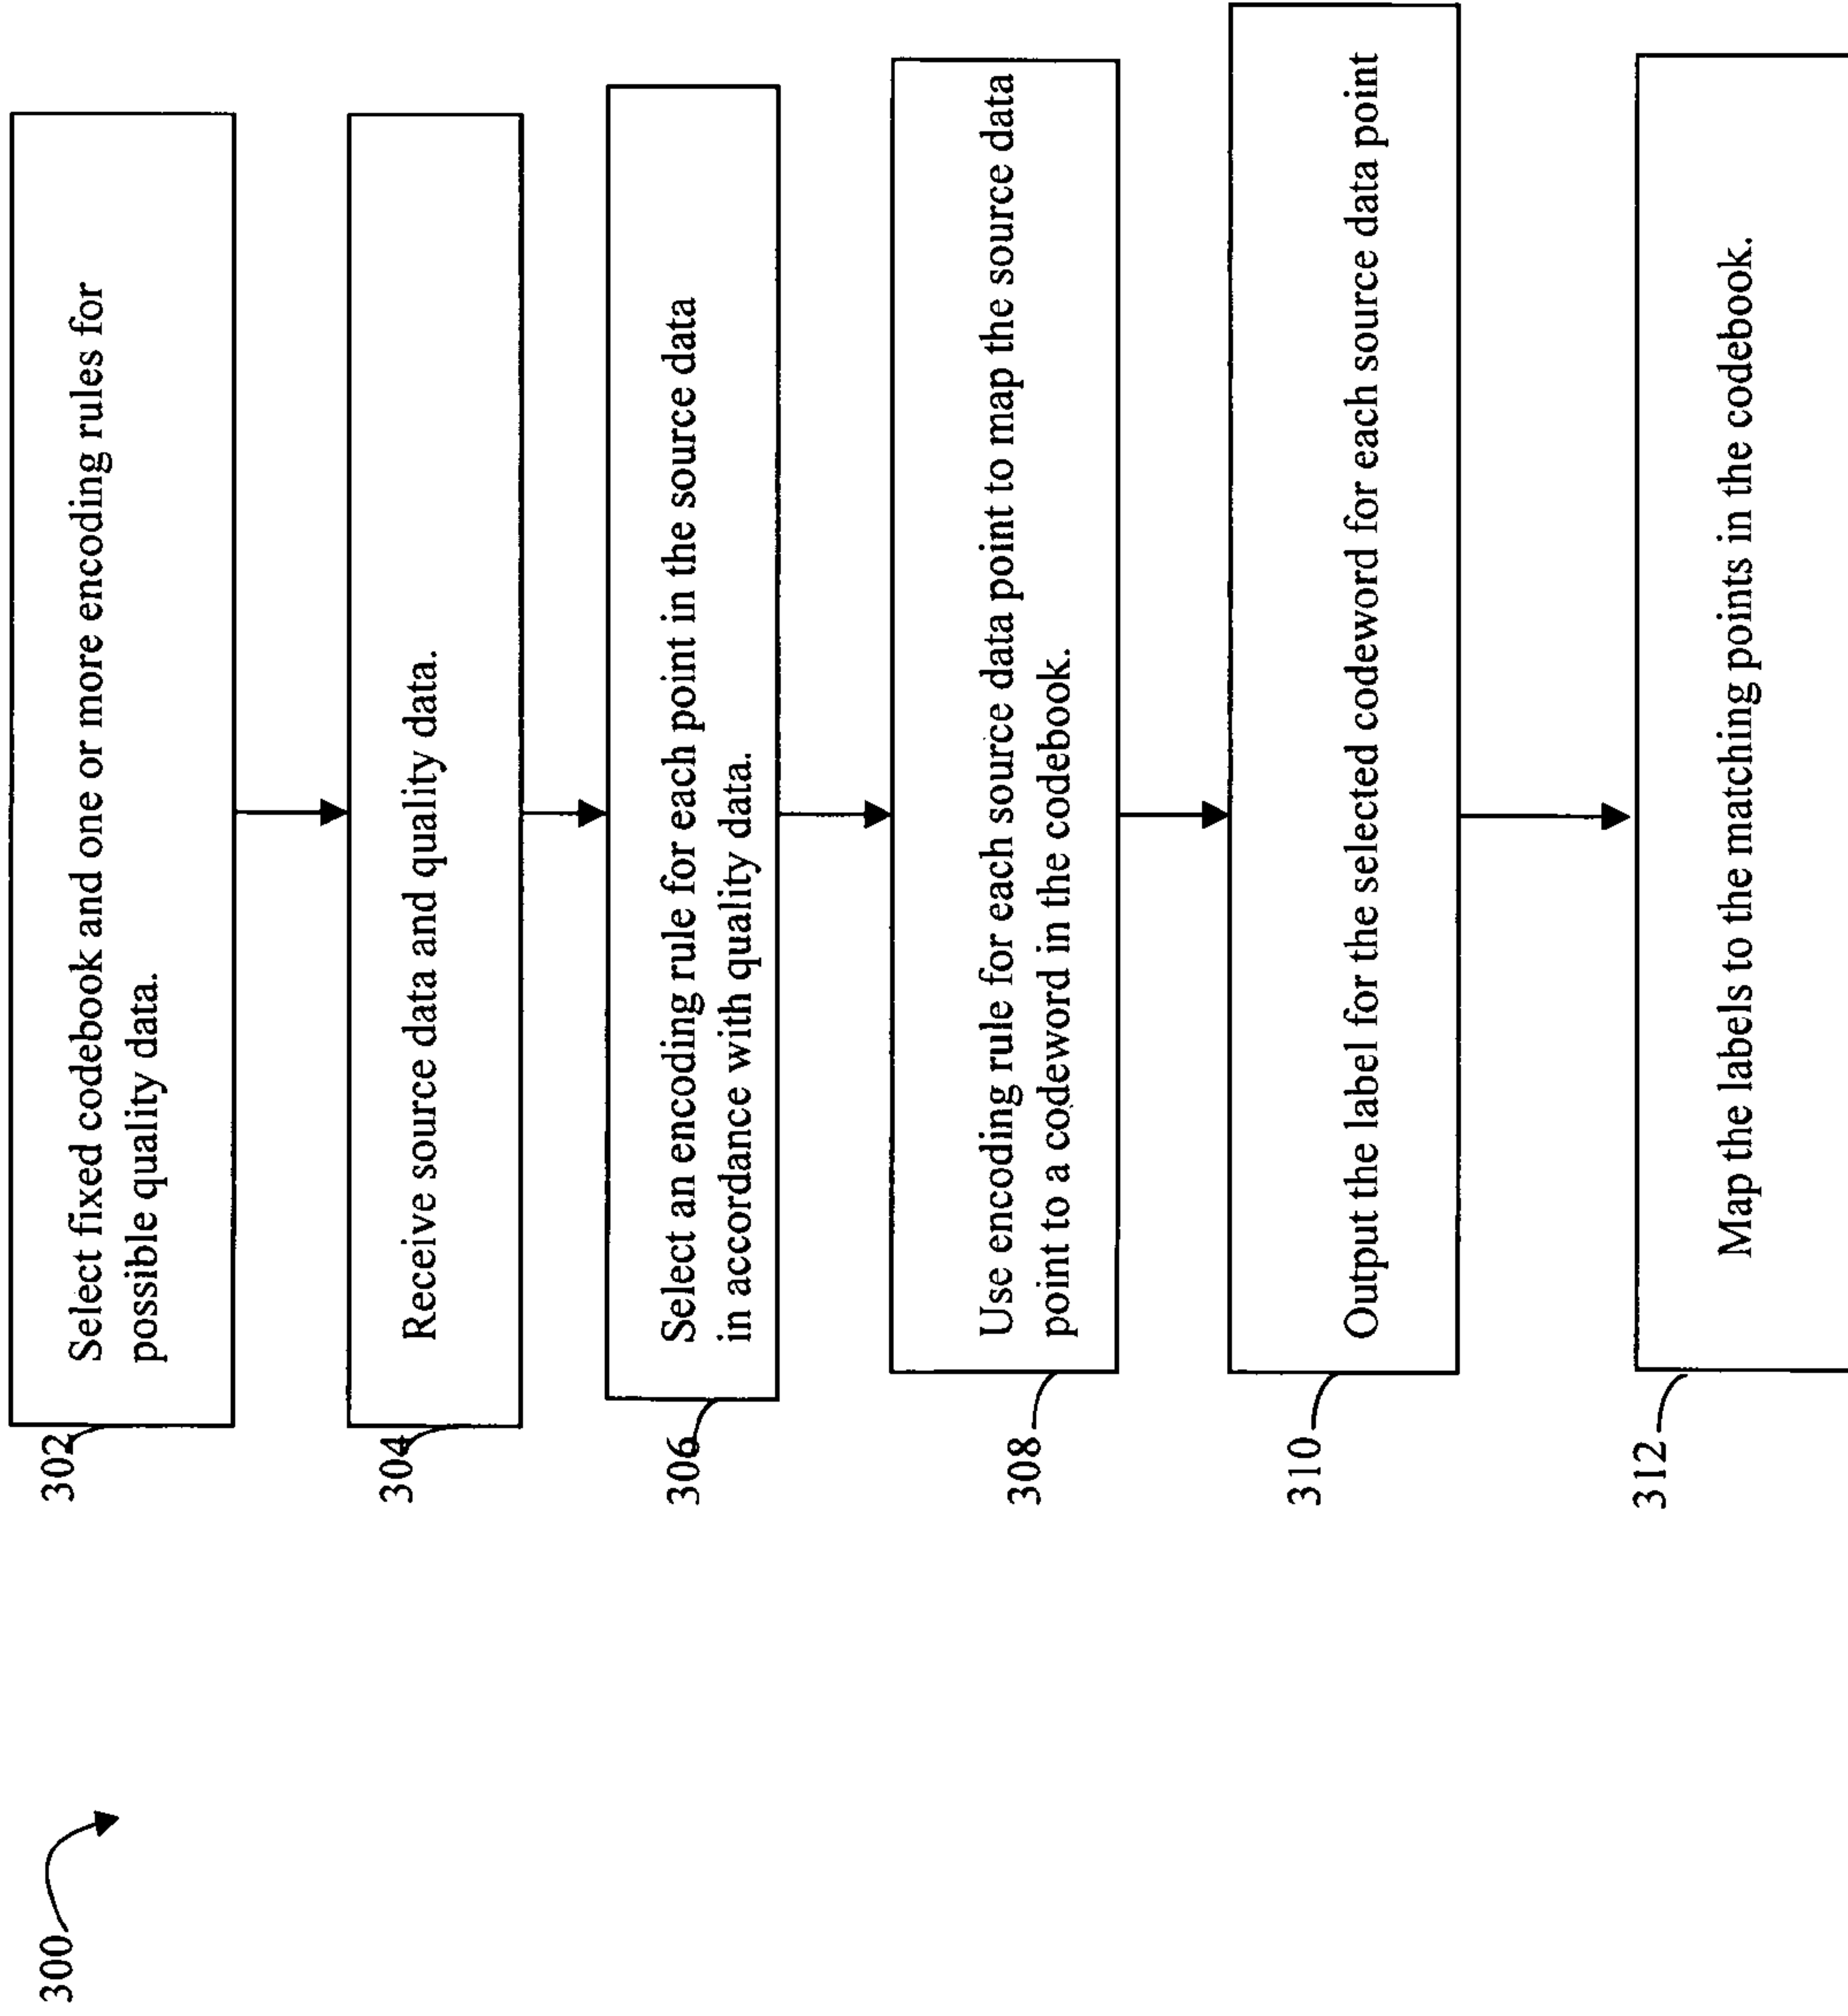 300
302
Select fixed codebook and one or more encoding rules for
possible quality data.
304
Receive source data and quality data.
306
Select an encoding rule for each point in the source data
in accordance with quality data.
308
Use encoding rule for each source data point to map the source data
point to a codeword in the codebook.
310
Output the label for the selected codeword for each source data point
312
Map the labels to the matching points in the codebook.